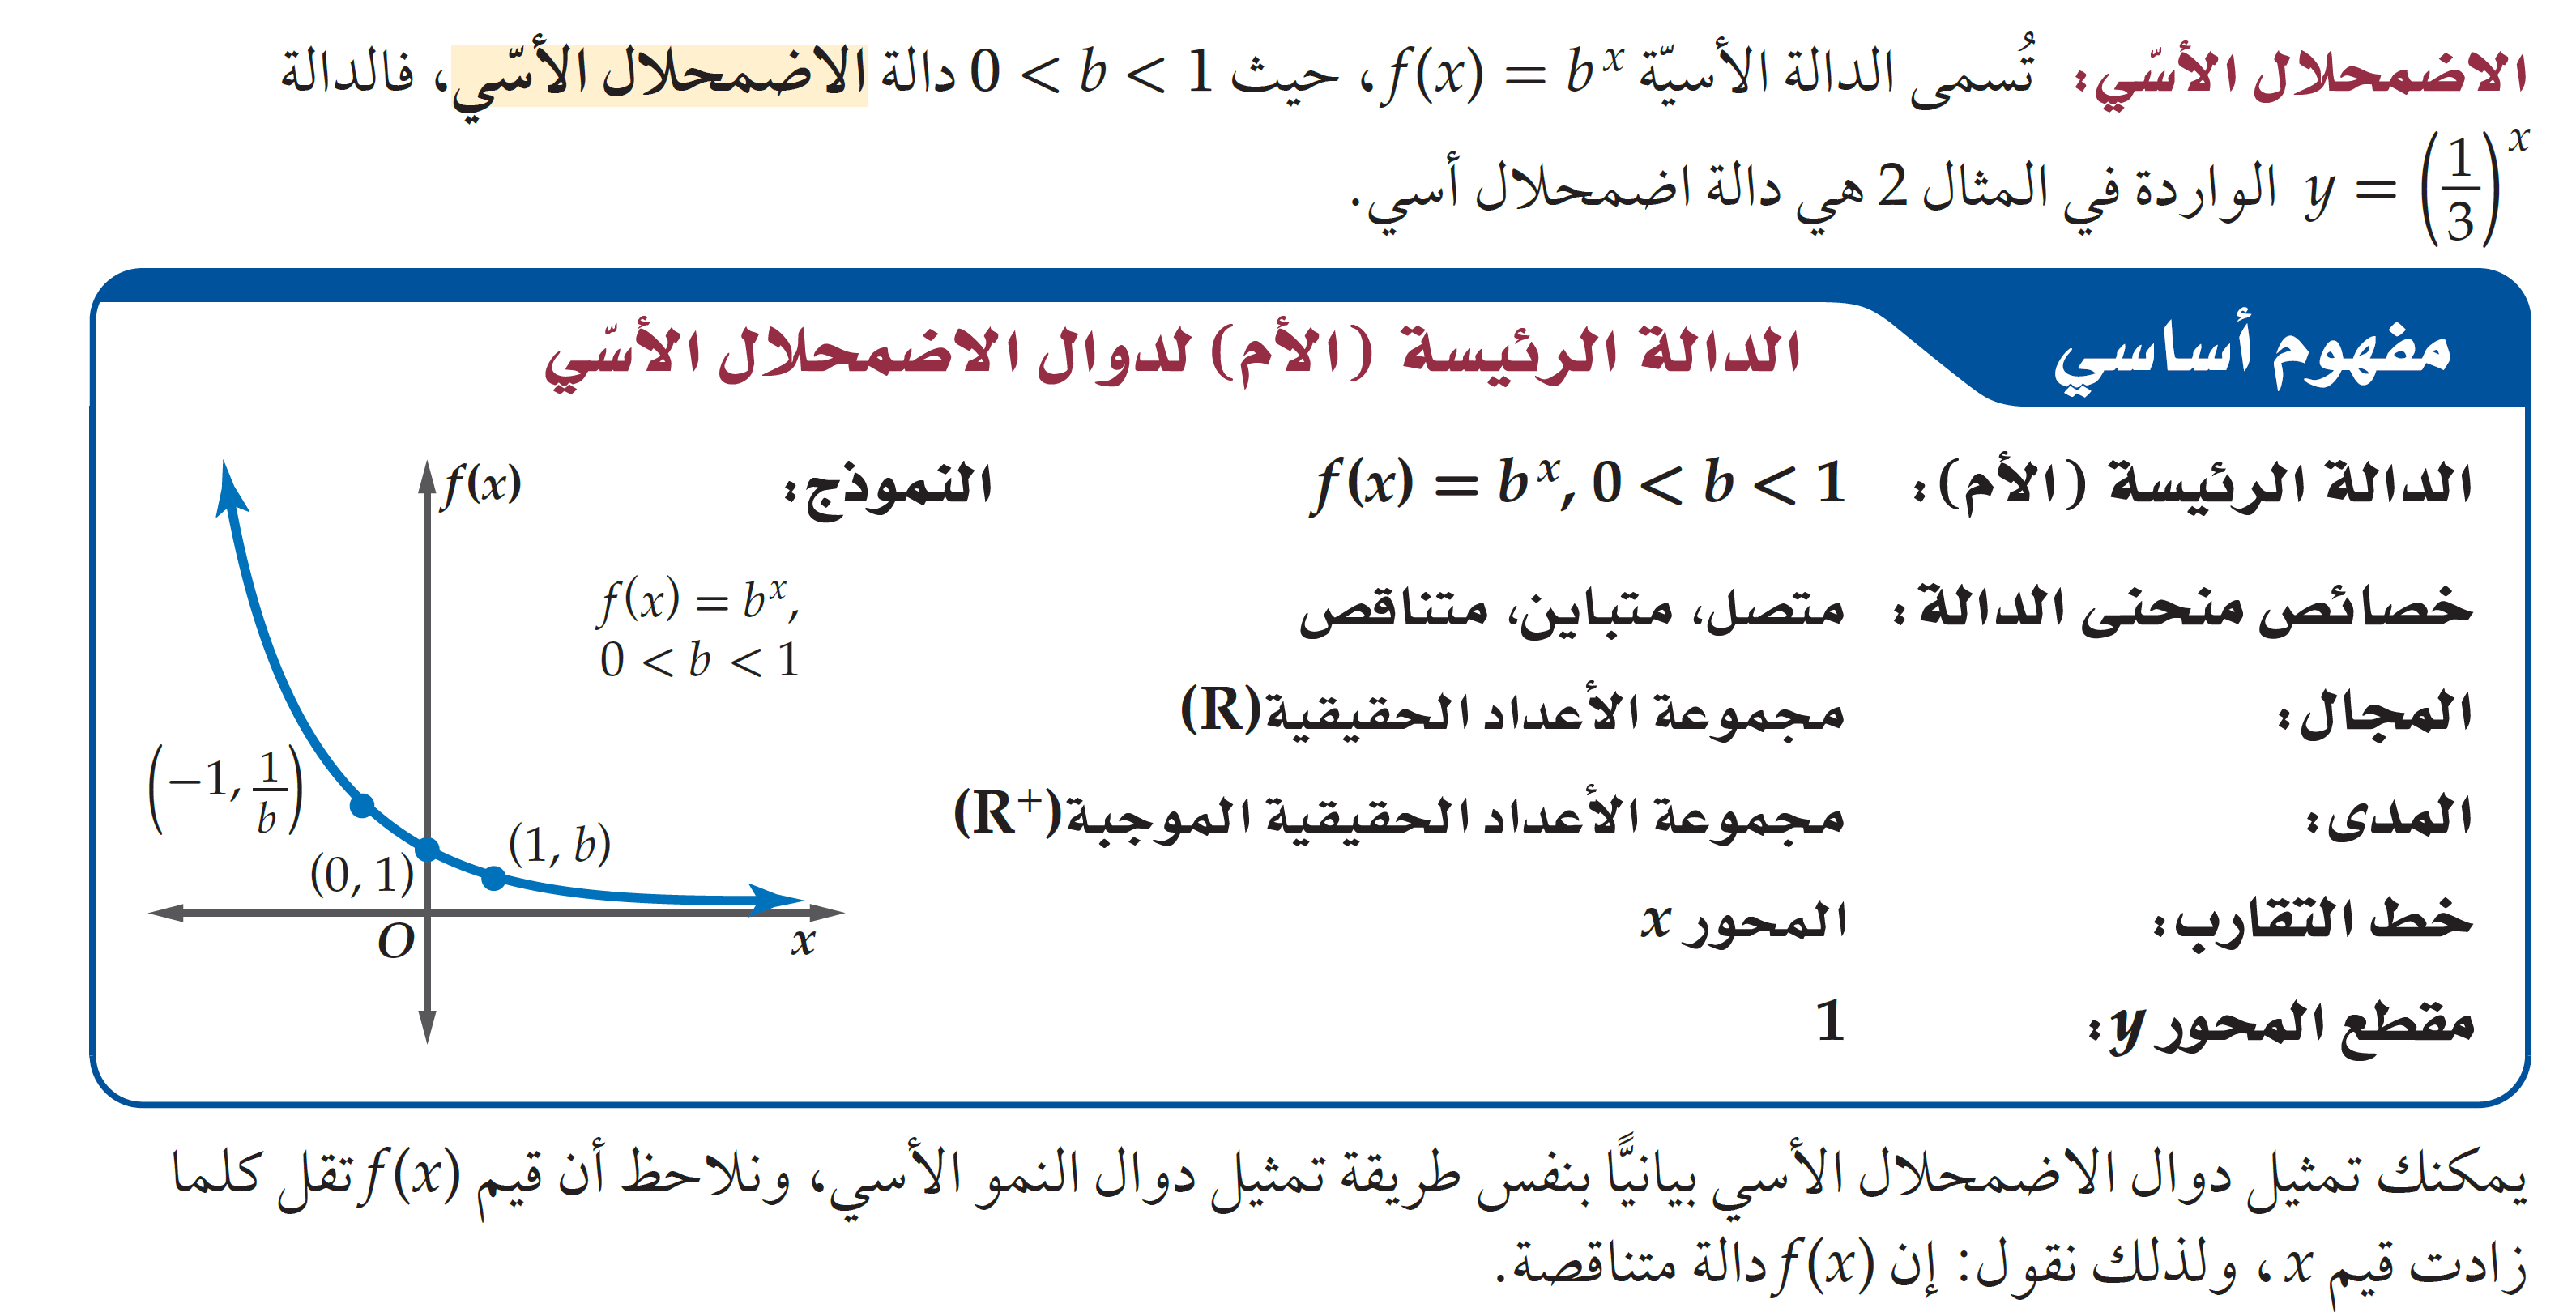 الاضمحلال الأسّي: تُسمى الدالة الأسيّة f(x) = b^x، حيث 0 < b < 1 دالة الاضمحلال الأسّي، فالدالة
y = (1/3)^x الواردة في المثال 2 هي دالة اضمحلال أسي.
مفهوم أساسي
الدالة الرئيسة (الأم) لدوال الاضمحلال الأسّي
الدالة الرئيسة (الأم): f(x) = b^x, 0 < b < 1
خصائص منحنى الدالة: متصل، متباين، متناقص
المجال: مجموعة الأعداد الحقيقية(R)
المدى: مجموعة الأعداد الحقيقية الموجبة(R⁺)
خط التقارب: المحور x
مقطع المحور y: 1
النموذج:
f(x)
f(x) = b^x,
0 < b < 1
(−1, 1/b)
(1, b)
(0, 1)
O
x
يمكنك تمثيل دوال الاضمحلال الأسي بيانيًّا بنفس طريقة تمثيل دوال النمو الأسي، ونلاحظ أن قيم f(x) تقل كلما
زادت قيم x، ولذلك نقول: إن f(x) دالة متناقصة.